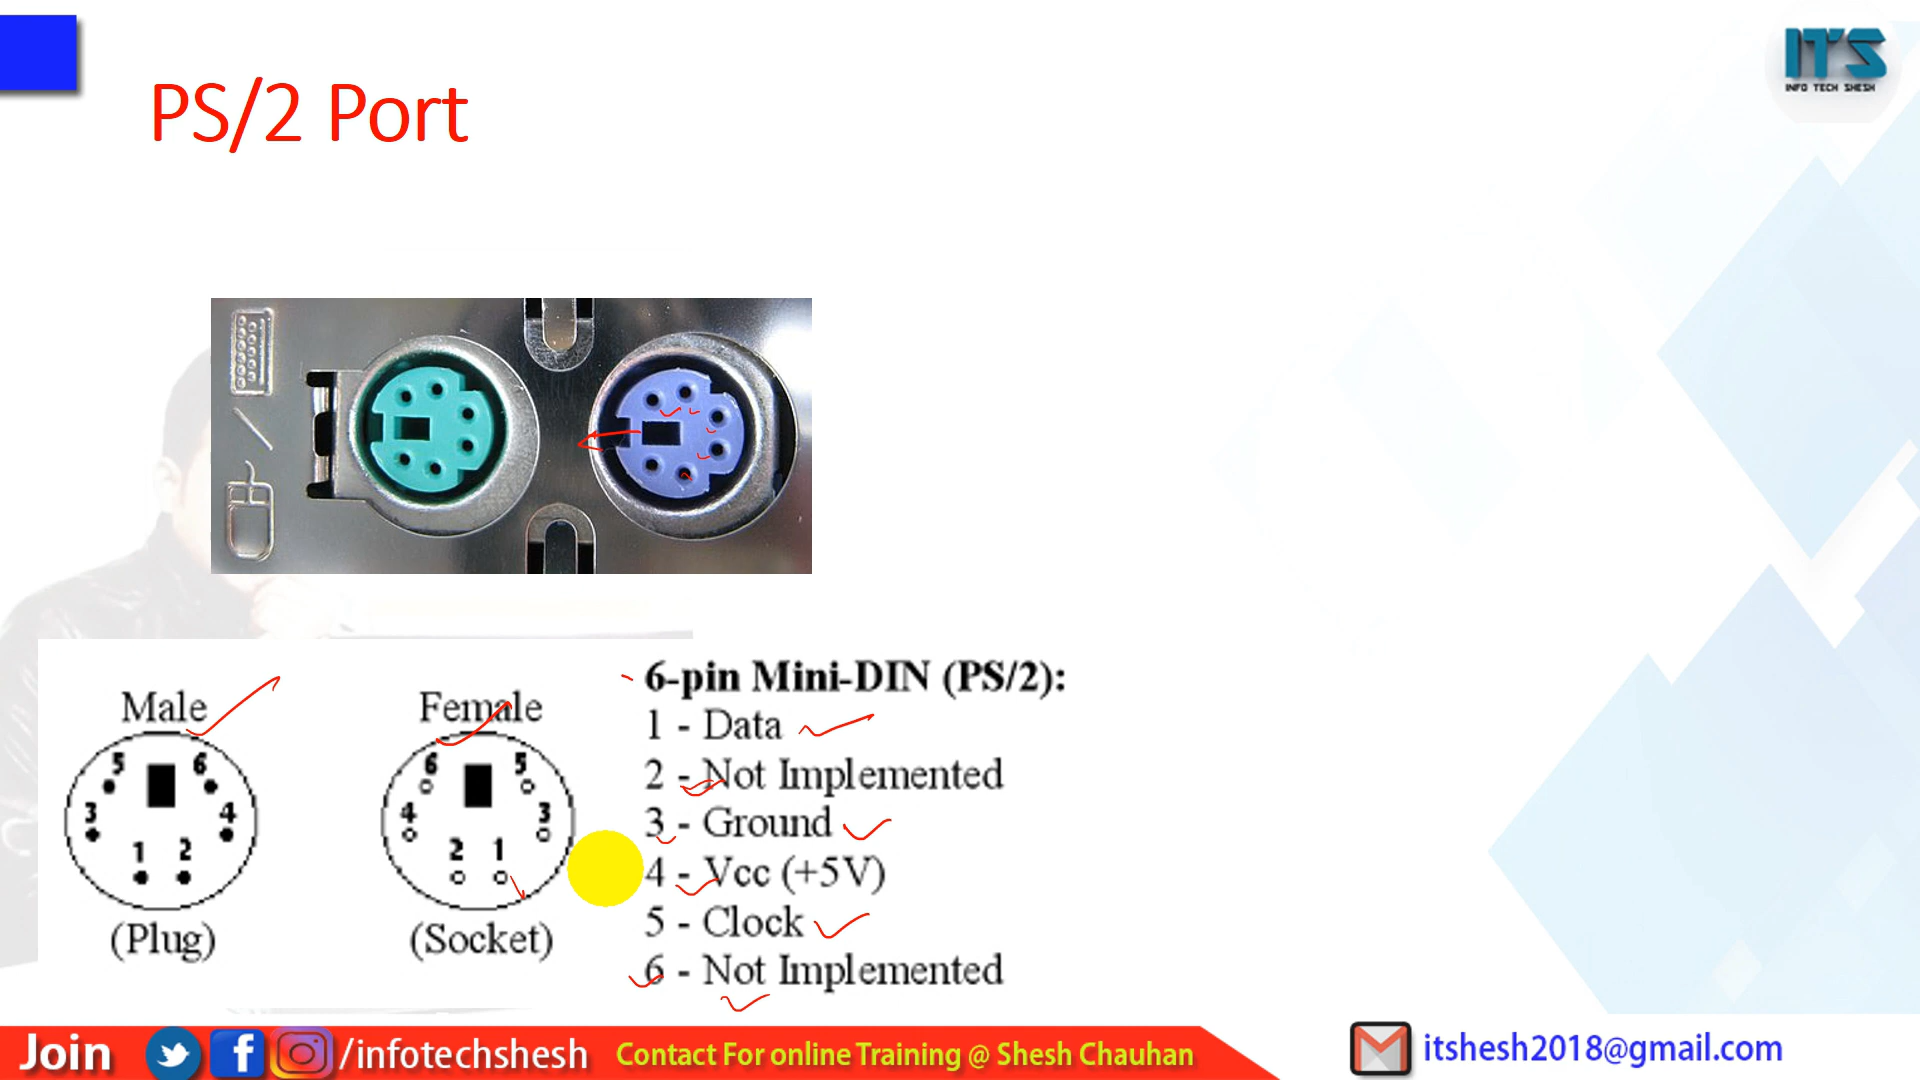 ITS
INFO TECH SHESH
PS/2 Port
Male
5 6
3 4
1 2
(Plug)
Female
6 5
4 3
2 1
(Socket)
6-pin Mini-DIN (PS/2):
1 - Data
2 - Not Implemented
3 - Ground
4 - Vcc (+5V)
5 - Clock
6 - Not Implemented
Join /infotechshesh Contact For online Training @ Shesh Chauhan
itshesh2018@gmail.com